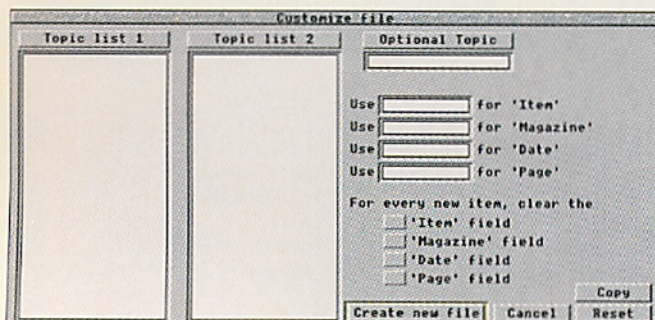 Customize file
Topic list 1
Topic list 2
Optional Topic
Use for 'Item'
Use for 'Magazine'
Use for 'Date'
Use for 'Page'
For every new item, clear the
'Item' field
'Magazine' field
'Date' field
'Page' field
Copy
Create new file
Cancel
Reset